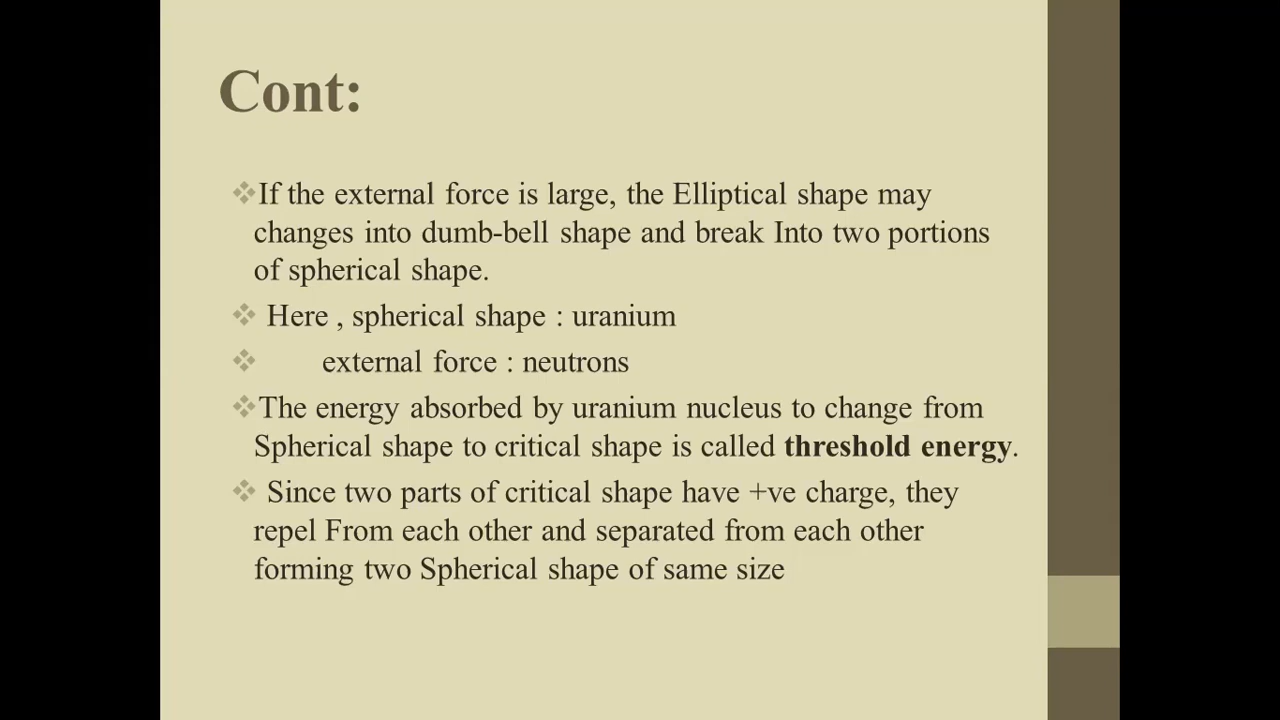 Cont:
❖If the external force is large, the Elliptical shape may
changes into dumb-bell shape and break Into two portions
of spherical shape.
❖ Here , spherical shape : uranium
❖ external force : neutrons
❖The energy absorbed by uranium nucleus to change from
Spherical shape to critical shape is called threshold energy.
❖ Since two parts of critical shape have +ve charge, they
repel From each other and separated from each other
forming two Spherical shape of same size